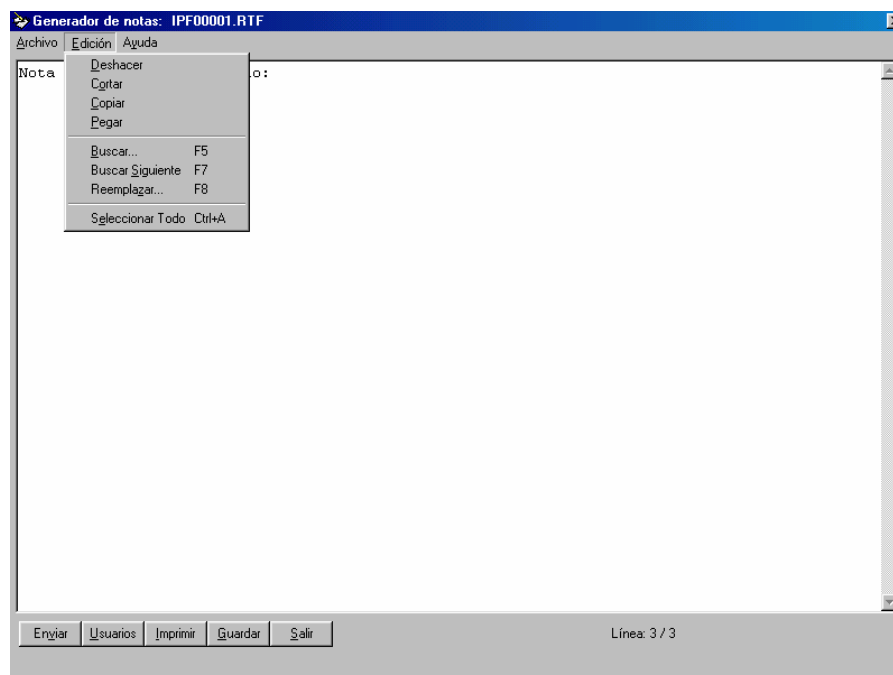 Generador de notas: IPF00001.RTF
Archivo Edición Ayuda
Nota o:
Deshacer
Cortar
Copiar
Pegar
Buscar... F5
Buscar Siguiente F7
Reemplazar... F8
Seleccionar Todo Ctrl+A
Enviar Usuarios Imprimir Guardar Salir Línea: 3 / 3